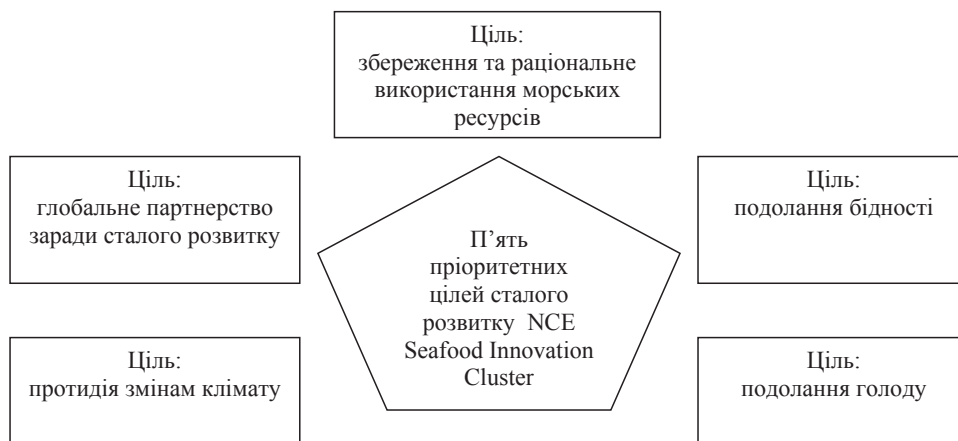 Ціль:
збереження та раціональне
використання морських
ресурсів
Ціль:
глобальне партнерство
заради сталого розвитку
Ціль:
подолання бідності
П’ять
пріоритетних
цілей сталого
розвитку NCE
Seafood Innovation
Cluster
Ціль:
протидія змінам клімату
Ціль:
подолання голоду